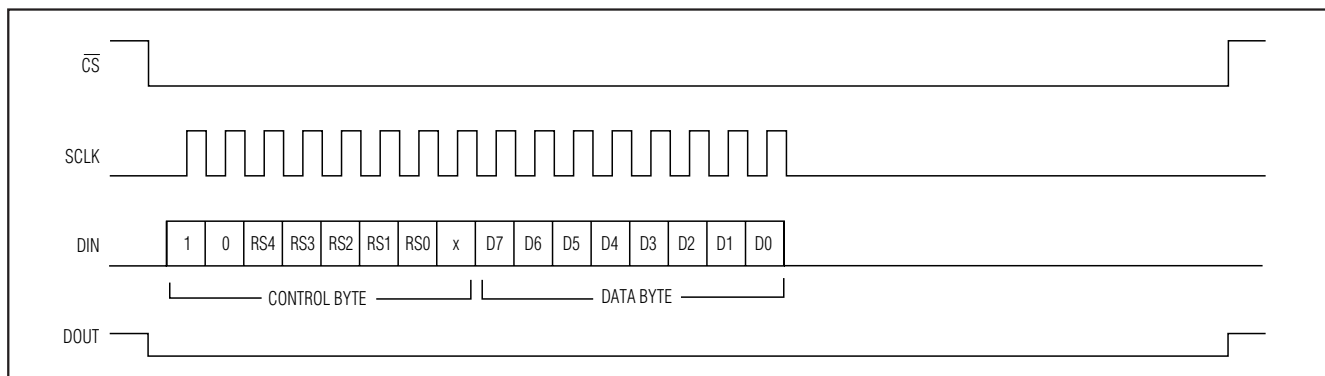 CS
SCLK
DIN 1 0 RS4 RS3 RS2 RS1 RS0 x D7 D6 D5 D4 D3 D2 D1 D0
CONTROL BYTE DATA BYTE
DOUT